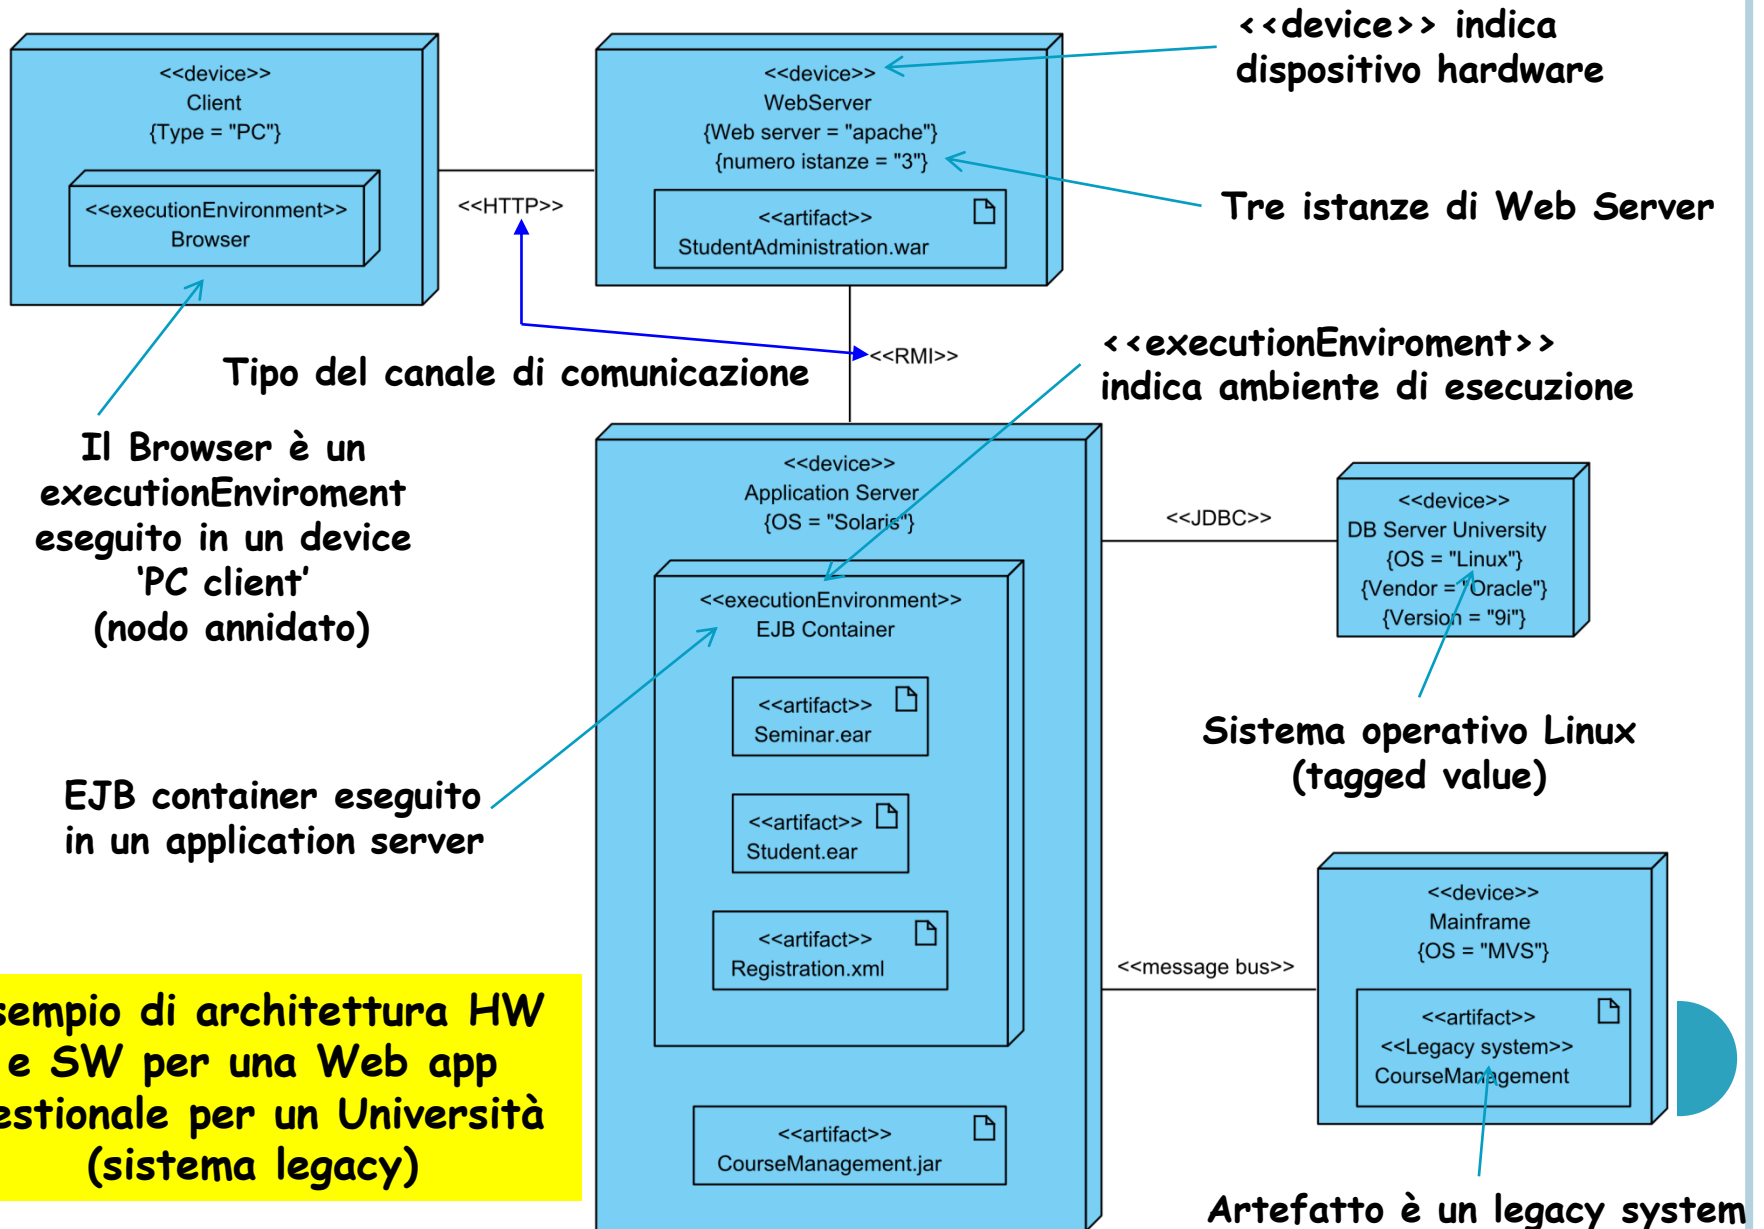 <<device>> indica
dispositivo hardware
<<device>>
Client
{Type = "PC"}
<<executionEnvironment>>
Browser
<<HTTP>>
<<device>>
WebServer
{Web server = "apache"}
{numero istanze = "3"}
<<artifact>>
StudentAdministration.war
Tre istanze di Web Server
Tipo del canale di comunicazione
<<RMI>>
<<executionEnviroment>>
indica ambiente di esecuzione
Il Browser è un
executionEnviroment
eseguito in un device
‘PC client’
(nodo annidato)
<<device>>
Application Server
{OS = "Solaris"}
<<executionEnvironment>>
EJB Container
<<artifact>>
Seminar.ear
<<artifact>>
Student.ear
<<artifact>>
Registration.xml
<<artifact>>
CourseManagement.jar
<<JDBC>>
<<device>>
DB Server University
{OS = "Linux"}
{Vendor = "Oracle"}
{Version = "9i"}
Sistema operativo Linux
(tagged value)
EJB container eseguito
in un application server
<<message bus>>
<<device>>
Mainframe
{OS = "MVS"}
<<artifact>>
<<Legacy system>>
CourseManagement
sempio di architettura HW
e SW per una Web app
estionale per un Università
(sistema legacy)
Artefatto è un legacy system